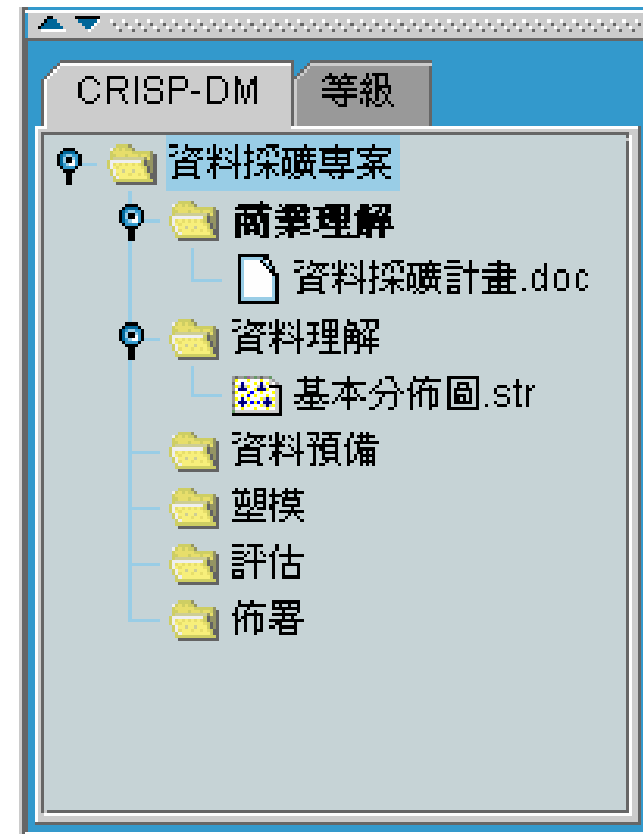 CRISP-DM 等級
資料採礦專案
商業理解
資料採礦計畫.doc
資料理解
基本分佈圖.str
資料預備
塑模
評估
佈署